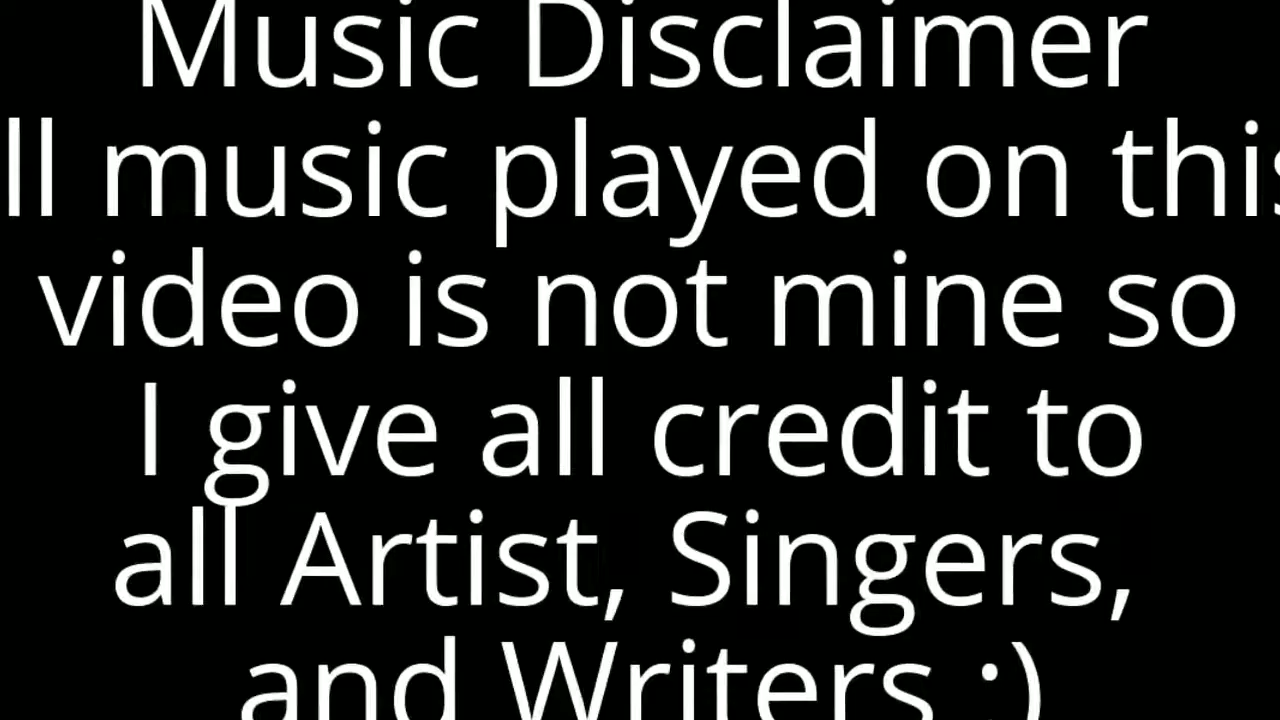 Music Disclaimer
ll music played on this
video is not mine so
I give all credit to
all Artist, Singers,
and Writers :)